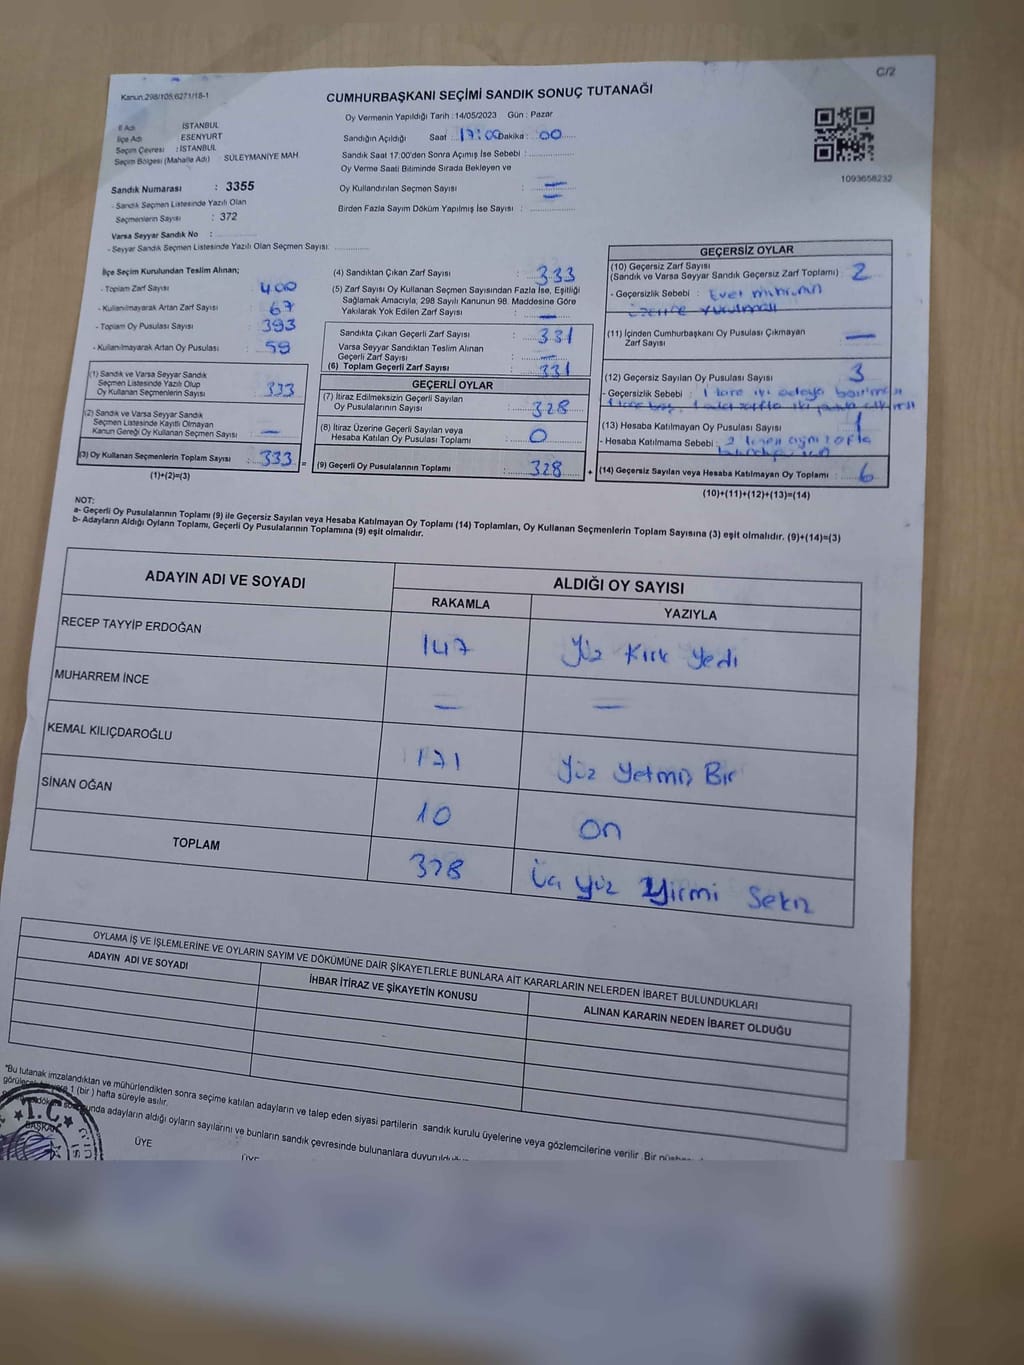 C/2
Kanun:298/105,6271/18-1
CUMHURBAŞKANI SEÇİMİ SANDIK SONUÇ TUTANAĞI
Oy Vermenin Yapıldığı Tarih : 14/05/2023 Gün : Pazar
İl Adı İSTANBUL
İlçe Adı ESENYURT
Seçim Çevresi : İSTANBUL
Seçim Bölgesi (Mahalle Adı) SÜLEYMANİYE MAH
Sandığın Açıldığı Saat : 17:00 Dakika : 00
Sandık Saat 17:00'den Sonra Açımış İse Sebebi :
Oy Verme Saati Bitiminde Sırada Bekleyen ve
Oy Kullandırılan Seçmen Sayısı : —
Birden Fazla Sayım Döküm Yapılmış İse Sayısı : —
1093658232
Sandık Numarası : 3355
- Sandık Seçmen Listesinde Yazılı Olan
Seçmenlerin Sayısı : 372
Varsa Seyyar Sandık No :
- Seyyar Sandık Seçmen Listesinde Yazılı Olan Seçmen Sayısı:
İlçe Seçim Kurulundan Teslim Alınan;
- Toplam Zarf Sayısı : 400
- Kullanılmayarak Artan Zarf Sayısı : 67
- Toplam Oy Pusulası Sayısı : 393
- Kullanılmayarak Artan Oy Pusulası : 59
(1) Sandık ve Varsa Seyyar Sandık
Seçmen Listesinde Yazılı Olup
Oy Kullanan Seçmenlerin Sayısı : 333
(2) Sandık ve Varsa Seyyar Sandık
Seçmen Listesinde Kayıtlı Olmayan
Kanun Gereği Oy Kullanan Seçmen Sayısı : —
(3) Oy Kullanan Seçmenlerin Toplam Sayısı : 333 =
(1)+(2)=(3)
(4) Sandıktan Çıkan Zarf Sayısı : 333
(5) Zarf Sayısı Oy Kullanan Seçmen Sayısından Fazla İse, Eşitliği
Sağlamak Amacıyla; 298 Sayılı Kanunun 98. Maddesine Göre
Yakılarak Yok Edilen Zarf Sayısı : —
Sandıkta Çıkan Geçerli Zarf Sayısı : 331
Varsa Seyyar Sandıktan Teslim Alınan
Geçerli Zarf Sayısı : —
(6) Toplam Geçerli Zarf Sayısı : 331
GEÇERLİ OYLAR
(7) İtiraz Edilmeksizin Geçerli Sayılan
Oy Pusulalarının Sayısı : 328
(8) İtiraz Üzerine Geçerli Sayılan veya
Hesaba Katılan Oy Pusulası Toplamı : 0
(9) Geçerli Oy Pusulalarının Toplamı : 328 +
GEÇERSİZ OYLAR
(10) Geçersiz Zarf Sayısı
(Sandık ve Varsa Seyyar Sandık Geçersiz Zarf Toplamı) : 2
- Geçersizlik Sebebi : Evet mührünün
üzerine vurulması
(11) İçinden Cumhurbaşkanı Oy Pusulası Çıkmayan
Zarf Sayısı —
(12) Geçersiz Sayılan Oy Pusulası Sayısı : 3
- Geçersizlik Sebebi : 1 tane iki adaya
1 tane boş, 1
(13) Hesaba Katılmayan Oy Pusulası Sayısı : 1
- Hesaba Katılmama Sebebi : 2 aynı
(14) Geçersiz Sayılan veya Hesaba Katılmayan Oy Toplamı : 6
(10)+(11)+(12)+(13)=(14)
NOT:
a- Geçerli Oy Pusulalarının Toplamı (9) ile Geçersiz Sayılan veya Hesaba Katılmayan Oy Toplamı (14) Toplamları, Oy Kullanan Seçmenlerin Toplam Sayısına (3) eşit olmalıdır. (9)+(14)=(3)
b- Adayların Aldığı Oyların Toplamı, Geçerli Oy Pusulalarının Toplamına (9) eşit olmalıdır.
ADAYIN ADI VE SOYADI ALDIĞI OY SAYISI
RAKAMLA YAZIYLA
RECEP TAYYİP ERDOĞAN 147 Yüz Kırk Yedi
MUHARREM İNCE — —
KEMAL KILIÇDAROĞLU 171 Yüz Yetmiş Bir
SİNAN OĞAN 10 On
TOPLAM 328 Üç Yüz Yirmi Sekiz
OYLAMA İŞ VE İŞLEMLERİNE VE OYLARIN SAYIM VE DÖKÜMÜNE DAİR ŞİKAYETLERLE BUNLARA AİT KARARLARIN NELERDEN İBARET BULUNDUKLARI
ADAYIN ADI VE SOYADI İHBAR İTİRAZ VE ŞİKAYETİN KONUSU ALINAN KARARIN NEDEN İBARET OLDUĞU
*Bu tutanak imzalandıktan ve mühürlendikten sonra seçime katılan adayların ve talep eden siyasi partilerin sandık kurulu üyelerine veya gözlemcilerine verilir. Bir
1 (bir) hafta süreyle asılır.
adayların aldığı oyların sayılarını ve bunların sandık çevresinde bulunanlara
T.C.
BAŞKAN
ÜYE
ÜYE